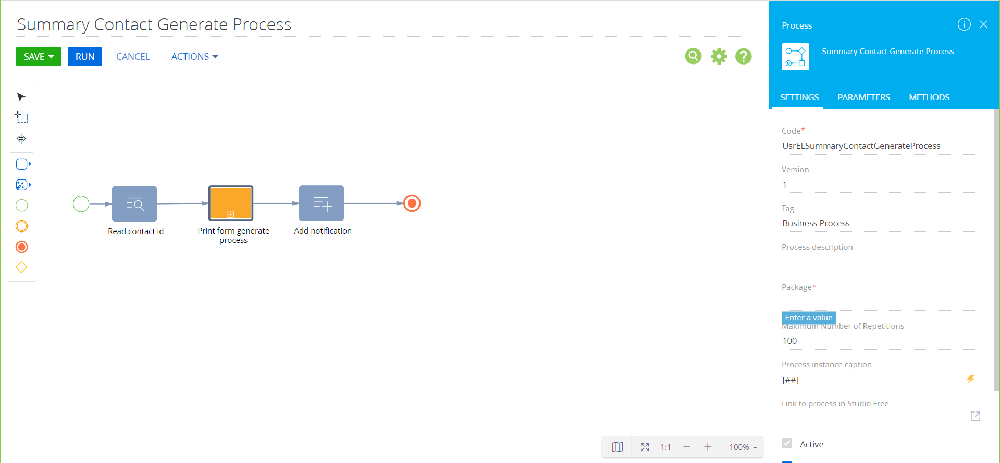 Summary Contact Generate Process
SAVE
RUN
CANCEL
ACTIONS
?
Read contact id
Print form generate
process
Add notification
1:1
100%
Process
i
Summary Contact Generate Process
SETTINGS
PARAMETERS
METHODS
Code*
UsrELSummaryContactGenerateProcess
Version
1
Tag
Business Process
Process description
Package*
Enter a value
Maximum Number of Repetitions
100
Process instance caption
[##]
Link to process in Studio Free
Active